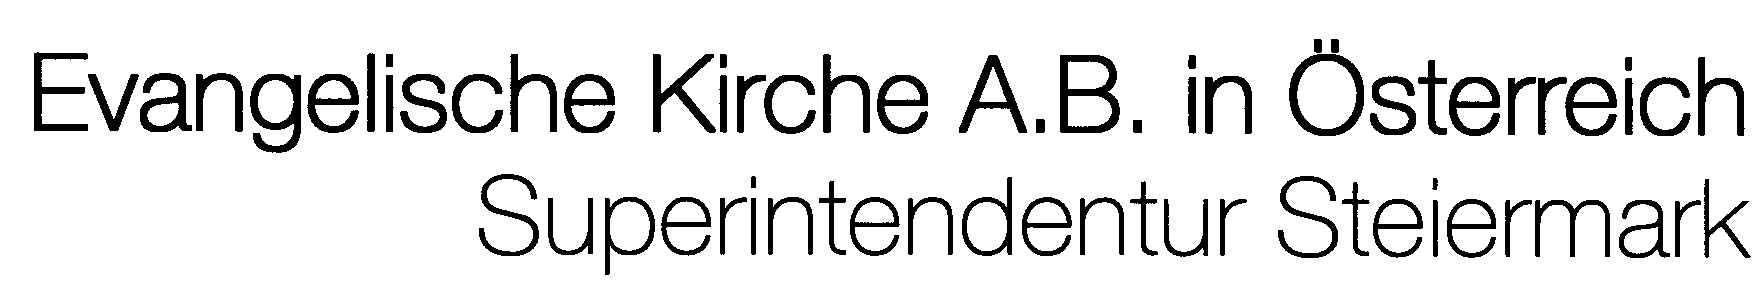 Evangelische Kirche A.B. in Österreich
Superintendentur Steiermark